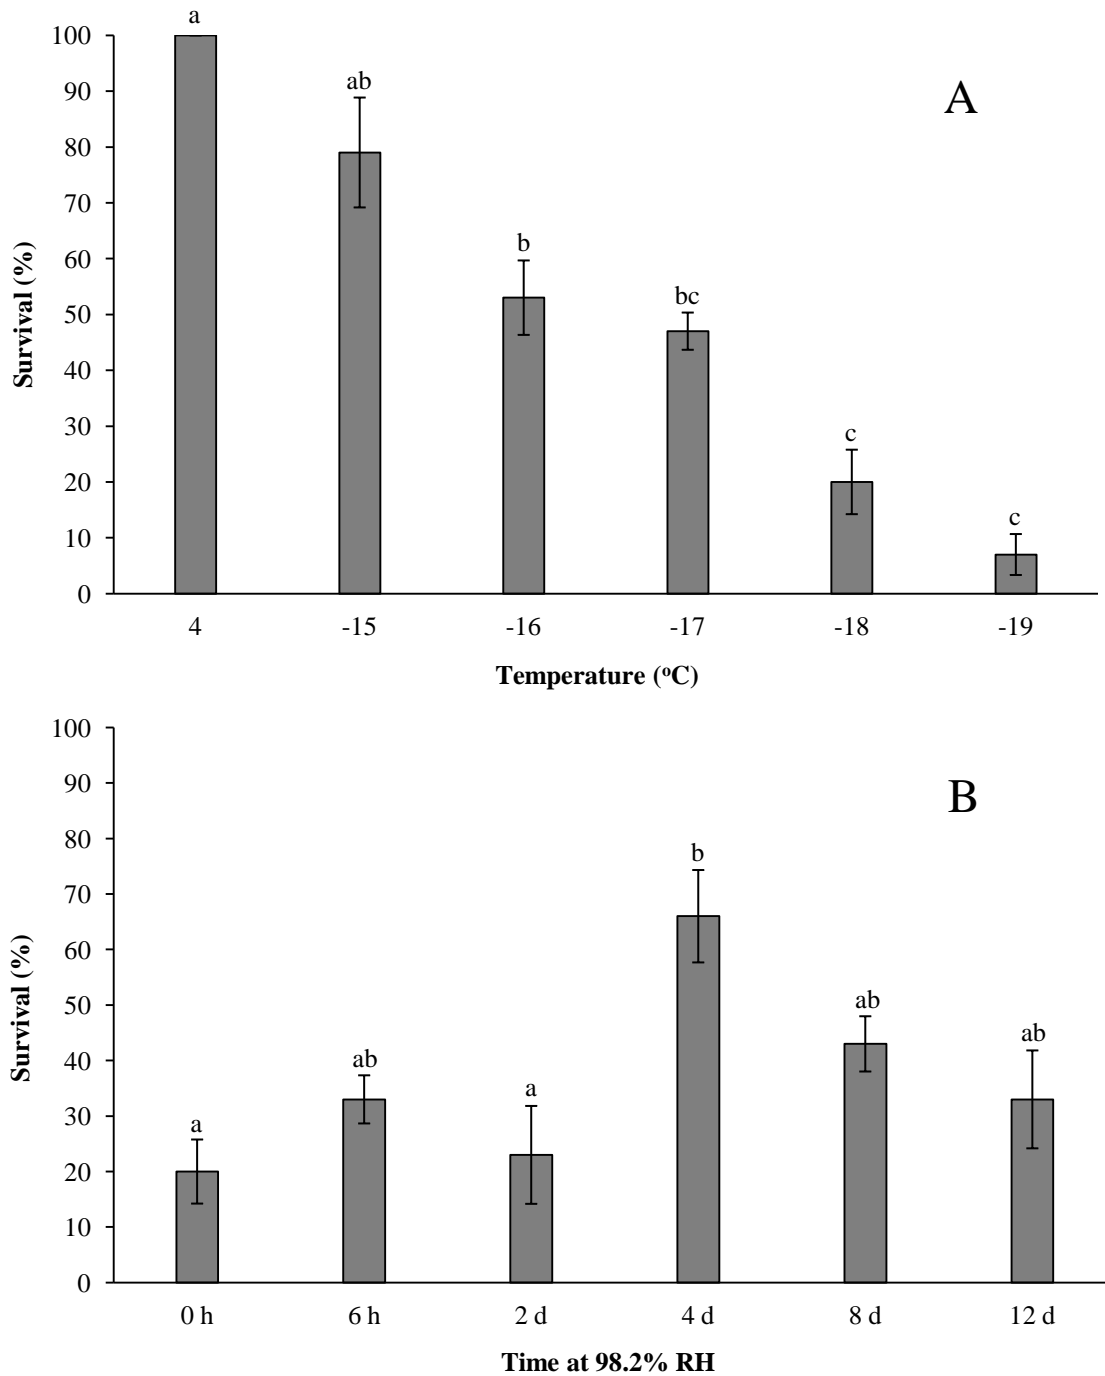 a
100
ab
90
A
80
70
b
60
bc
50
40
c
30
20
c
10
0
Survival (%)
4 -15 -16 -17 -18 -19
Temperature (ºC)
100
90
B
80
b
70
60
50
ab ab
40
ab
30
a a
20
10
0
Survival (%)
0 h 6 h 2 d 4 d 8 d 12 d
Time at 98.2% RH